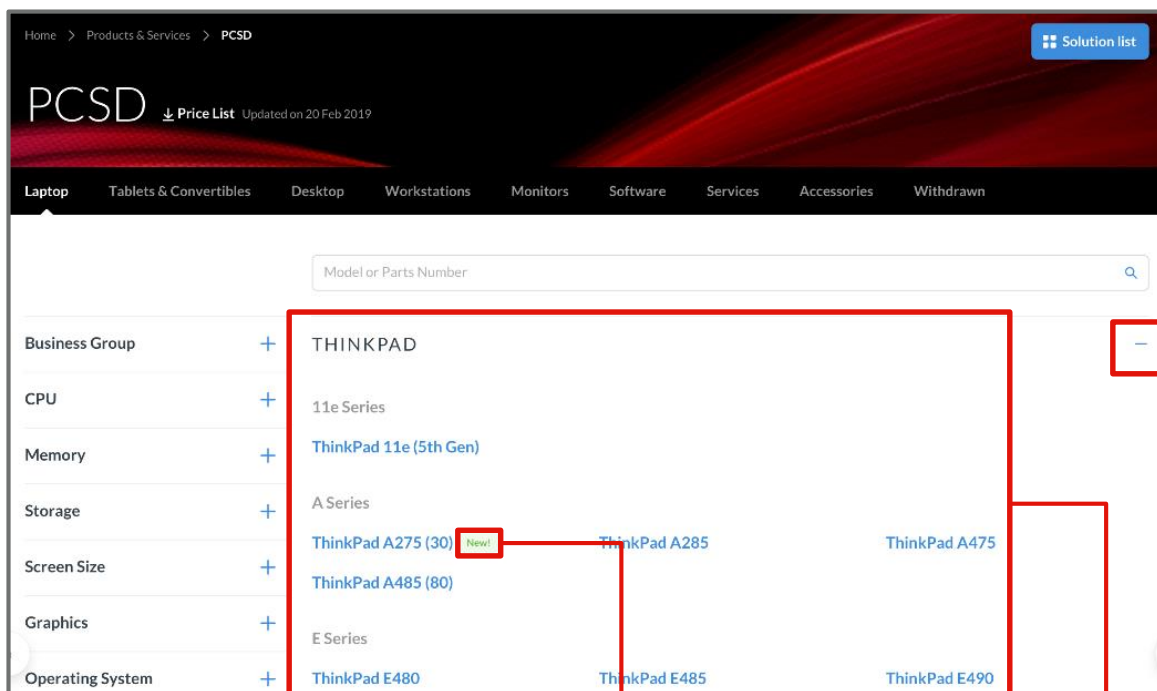 Home > Products & Services > PCSD
Solution list
PCSD Price List Updated on 20 Feb 2019
Laptop Tablets & Convertibles Desktop Workstations Monitors Software Services Accessories Withdrawn
Model or Parts Number
Business Group +
CPU +
Memory +
Storage +
Screen Size +
Graphics +
Operating System +
THINKPAD
11e Series
ThinkPad 11e (5th Gen)
A Series
ThinkPad A275 (30) New! ThinkPad A285 ThinkPad A475
ThinkPad A485 (80)
E Series
ThinkPad E480 ThinkPad E485 ThinkPad E490